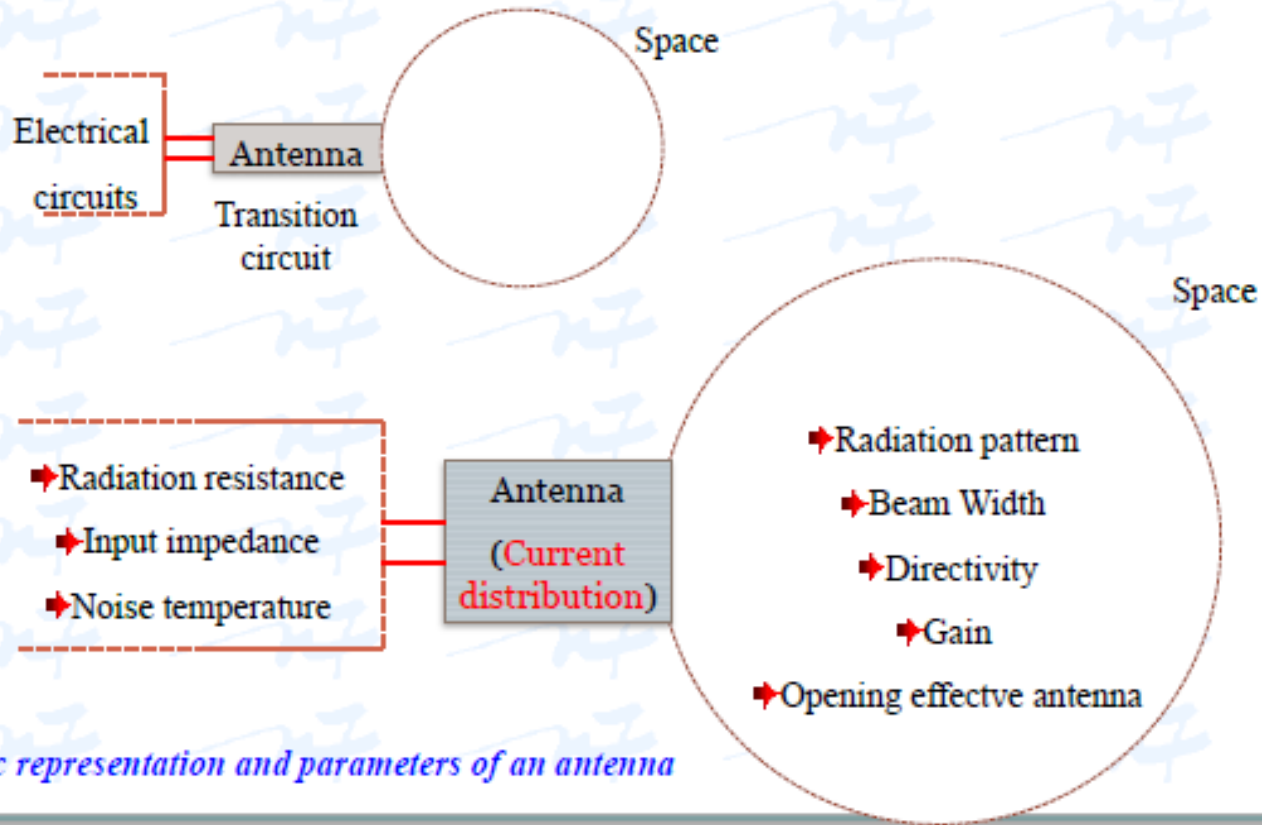 Space
Electrical
circuits
Antenna
Transition
circuit
Space
Radiation resistance
Input impedance
Noise temperature
Antenna
(Current
distribution)
Radiation pattern
Beam Width
Directivity
Gain
Opening effectve antenna
representation and parameters of an antenna